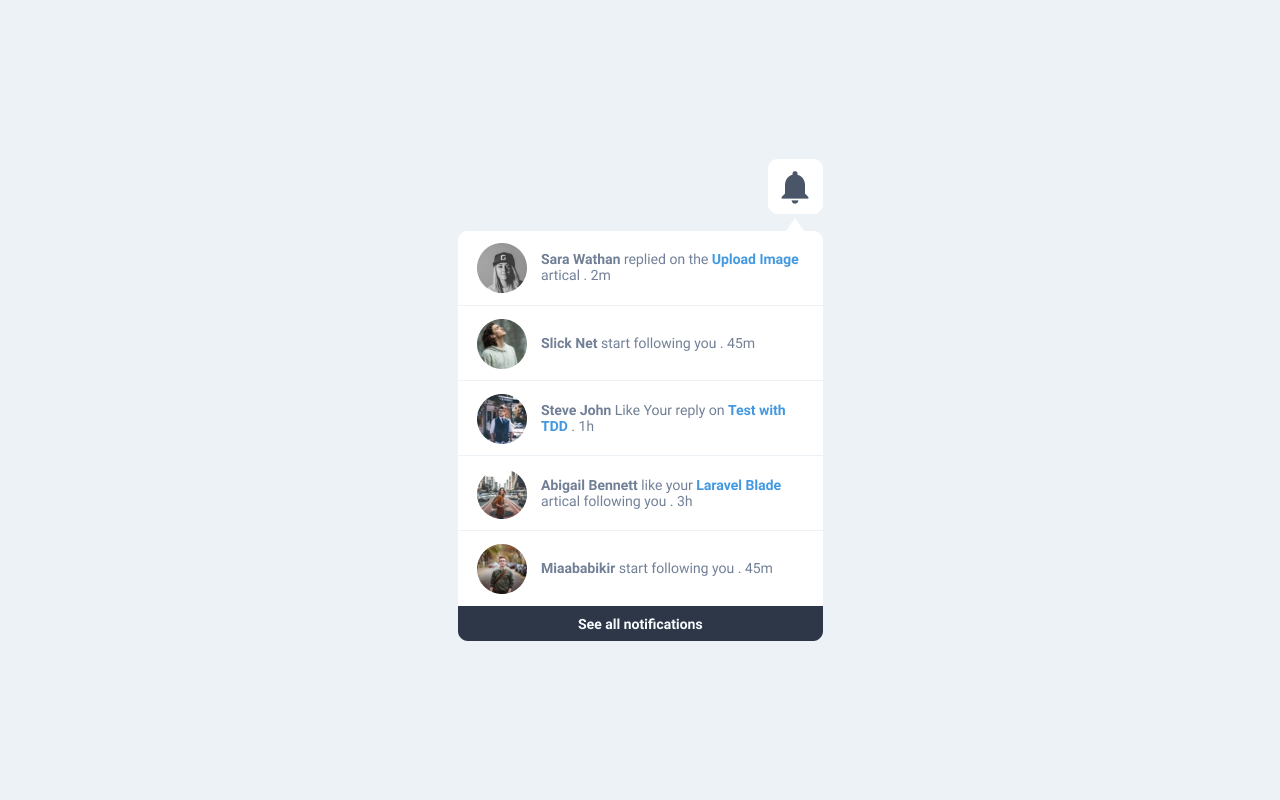 Sara Wathan replied on the Upload Image
artical . 2m
Slick Net start following you . 45m
Steve John Like Your reply on Test with
TDD . 1h
Abigail Bennett like your Laravel Blade
artical following you . 3h
Miaababikir start following you . 45m
See all notifications